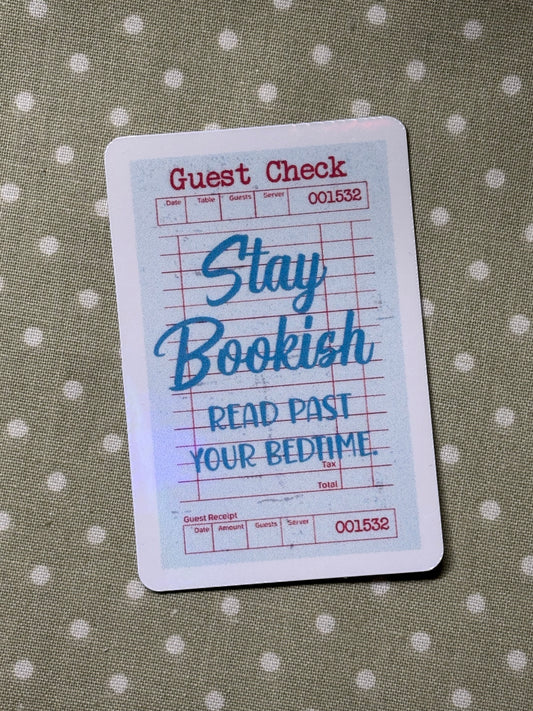 Guest Check
Date Table Guests Server 001532
Stay
Bookish
READ PAST
YOUR BEDTIME.
Tax
Total
Guest Receipt
Date Amount Guests Server 001532